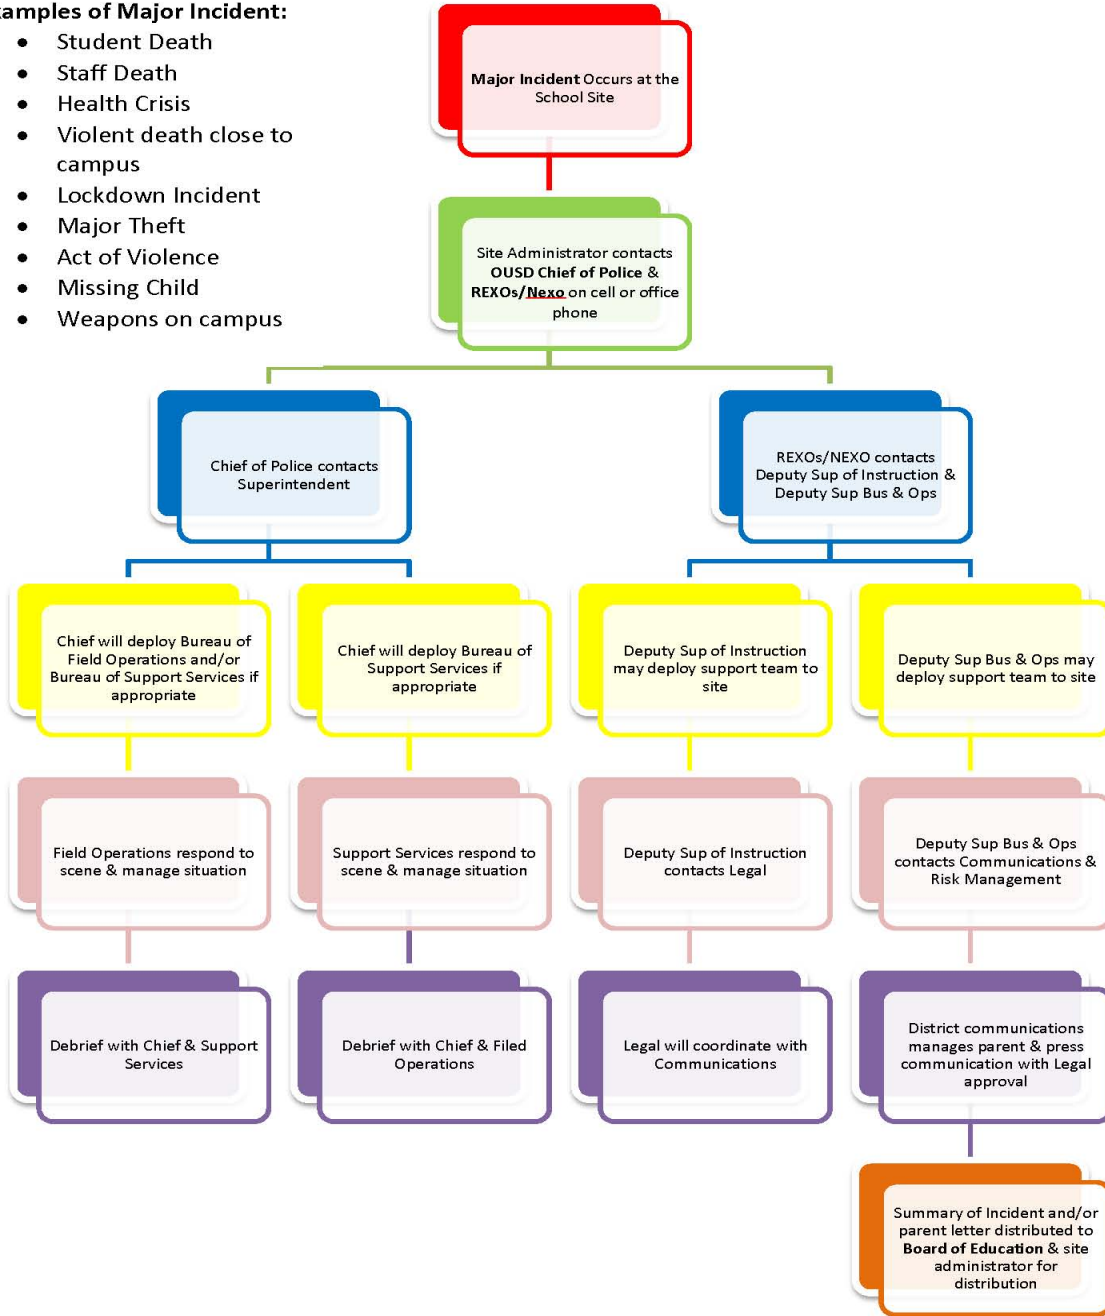 xamples of Major Incident:
• Student Death
• Staff Death
• Health Crisis
• Violent death close to
campus
• Lockdown Incident
• Major Theft
• Act of Violence
• Missing Child
• Weapons on campus
Major Incident Occurs at the
School Site
Site Administrator contacts
OUSD Chief of Police &
REXOs/Nexo on cell or office
phone
Chief of Police contacts
Superintendent
REXOs/NEXO contacts
Deputy Sup of Instruction &
Deputy Sup Bus & Ops
Chief will deploy Bureau of
Field Operations and/or
Bureau of Support Services if
appropriate
Chief will deploy Bureau of
Support Services if
appropriate
Deputy Sup of Instruction
may deploy support team to
site
Deputy Sup Bus & Ops may
deploy support team to site
Field Operations respond to
scene & manage situation
Support Services respond to
scene & manage situation
Deputy Sup of Instruction
contacts Legal
Deputy Sup Bus & Ops
contacts Communications &
Risk Management
Debrief with Chief & Support
Services
Debrief with Chief & Filed
Operations
Legal will coordinate with
Communications
District communications
manages parent & press
communication with Legal
approval
Summary of Incident and/or
parent letter distributed to
Board of Education & site
administrator for
distribution